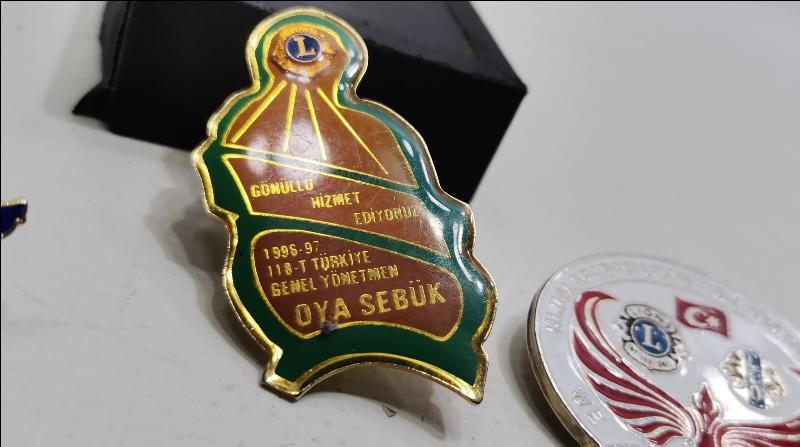 L
GÖNÜLLÜ
HİZMET
EDİYORUZ
1996-97
118-T TÜRKİYE
GENEL YÖNETMEN
OYA SEBÜK
L